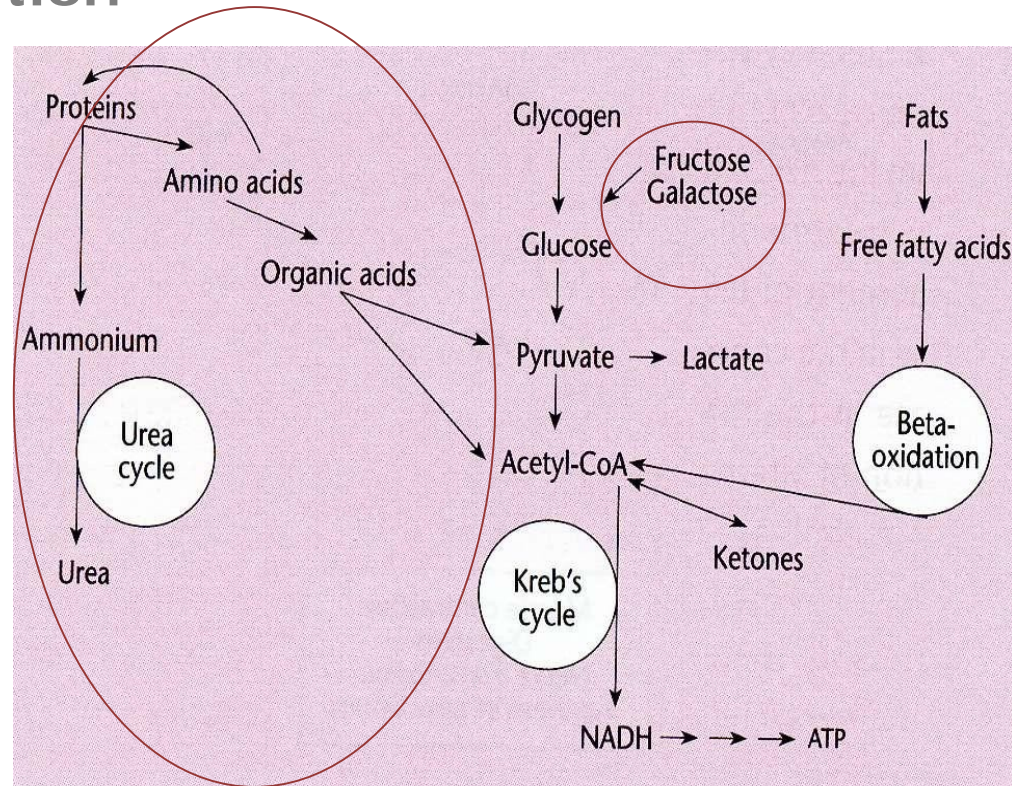 Proteins
Amino acids
Organic acids
Ammonium
Urea
cycle
Urea
Glycogen
Fructose
Galactose
Glucose
Pyruvate
Lactate
Acetyl-CoA
Ketones
Kreb's
cycle
NADH
ATP
Fats
Free fatty acids
Beta-
oxidation